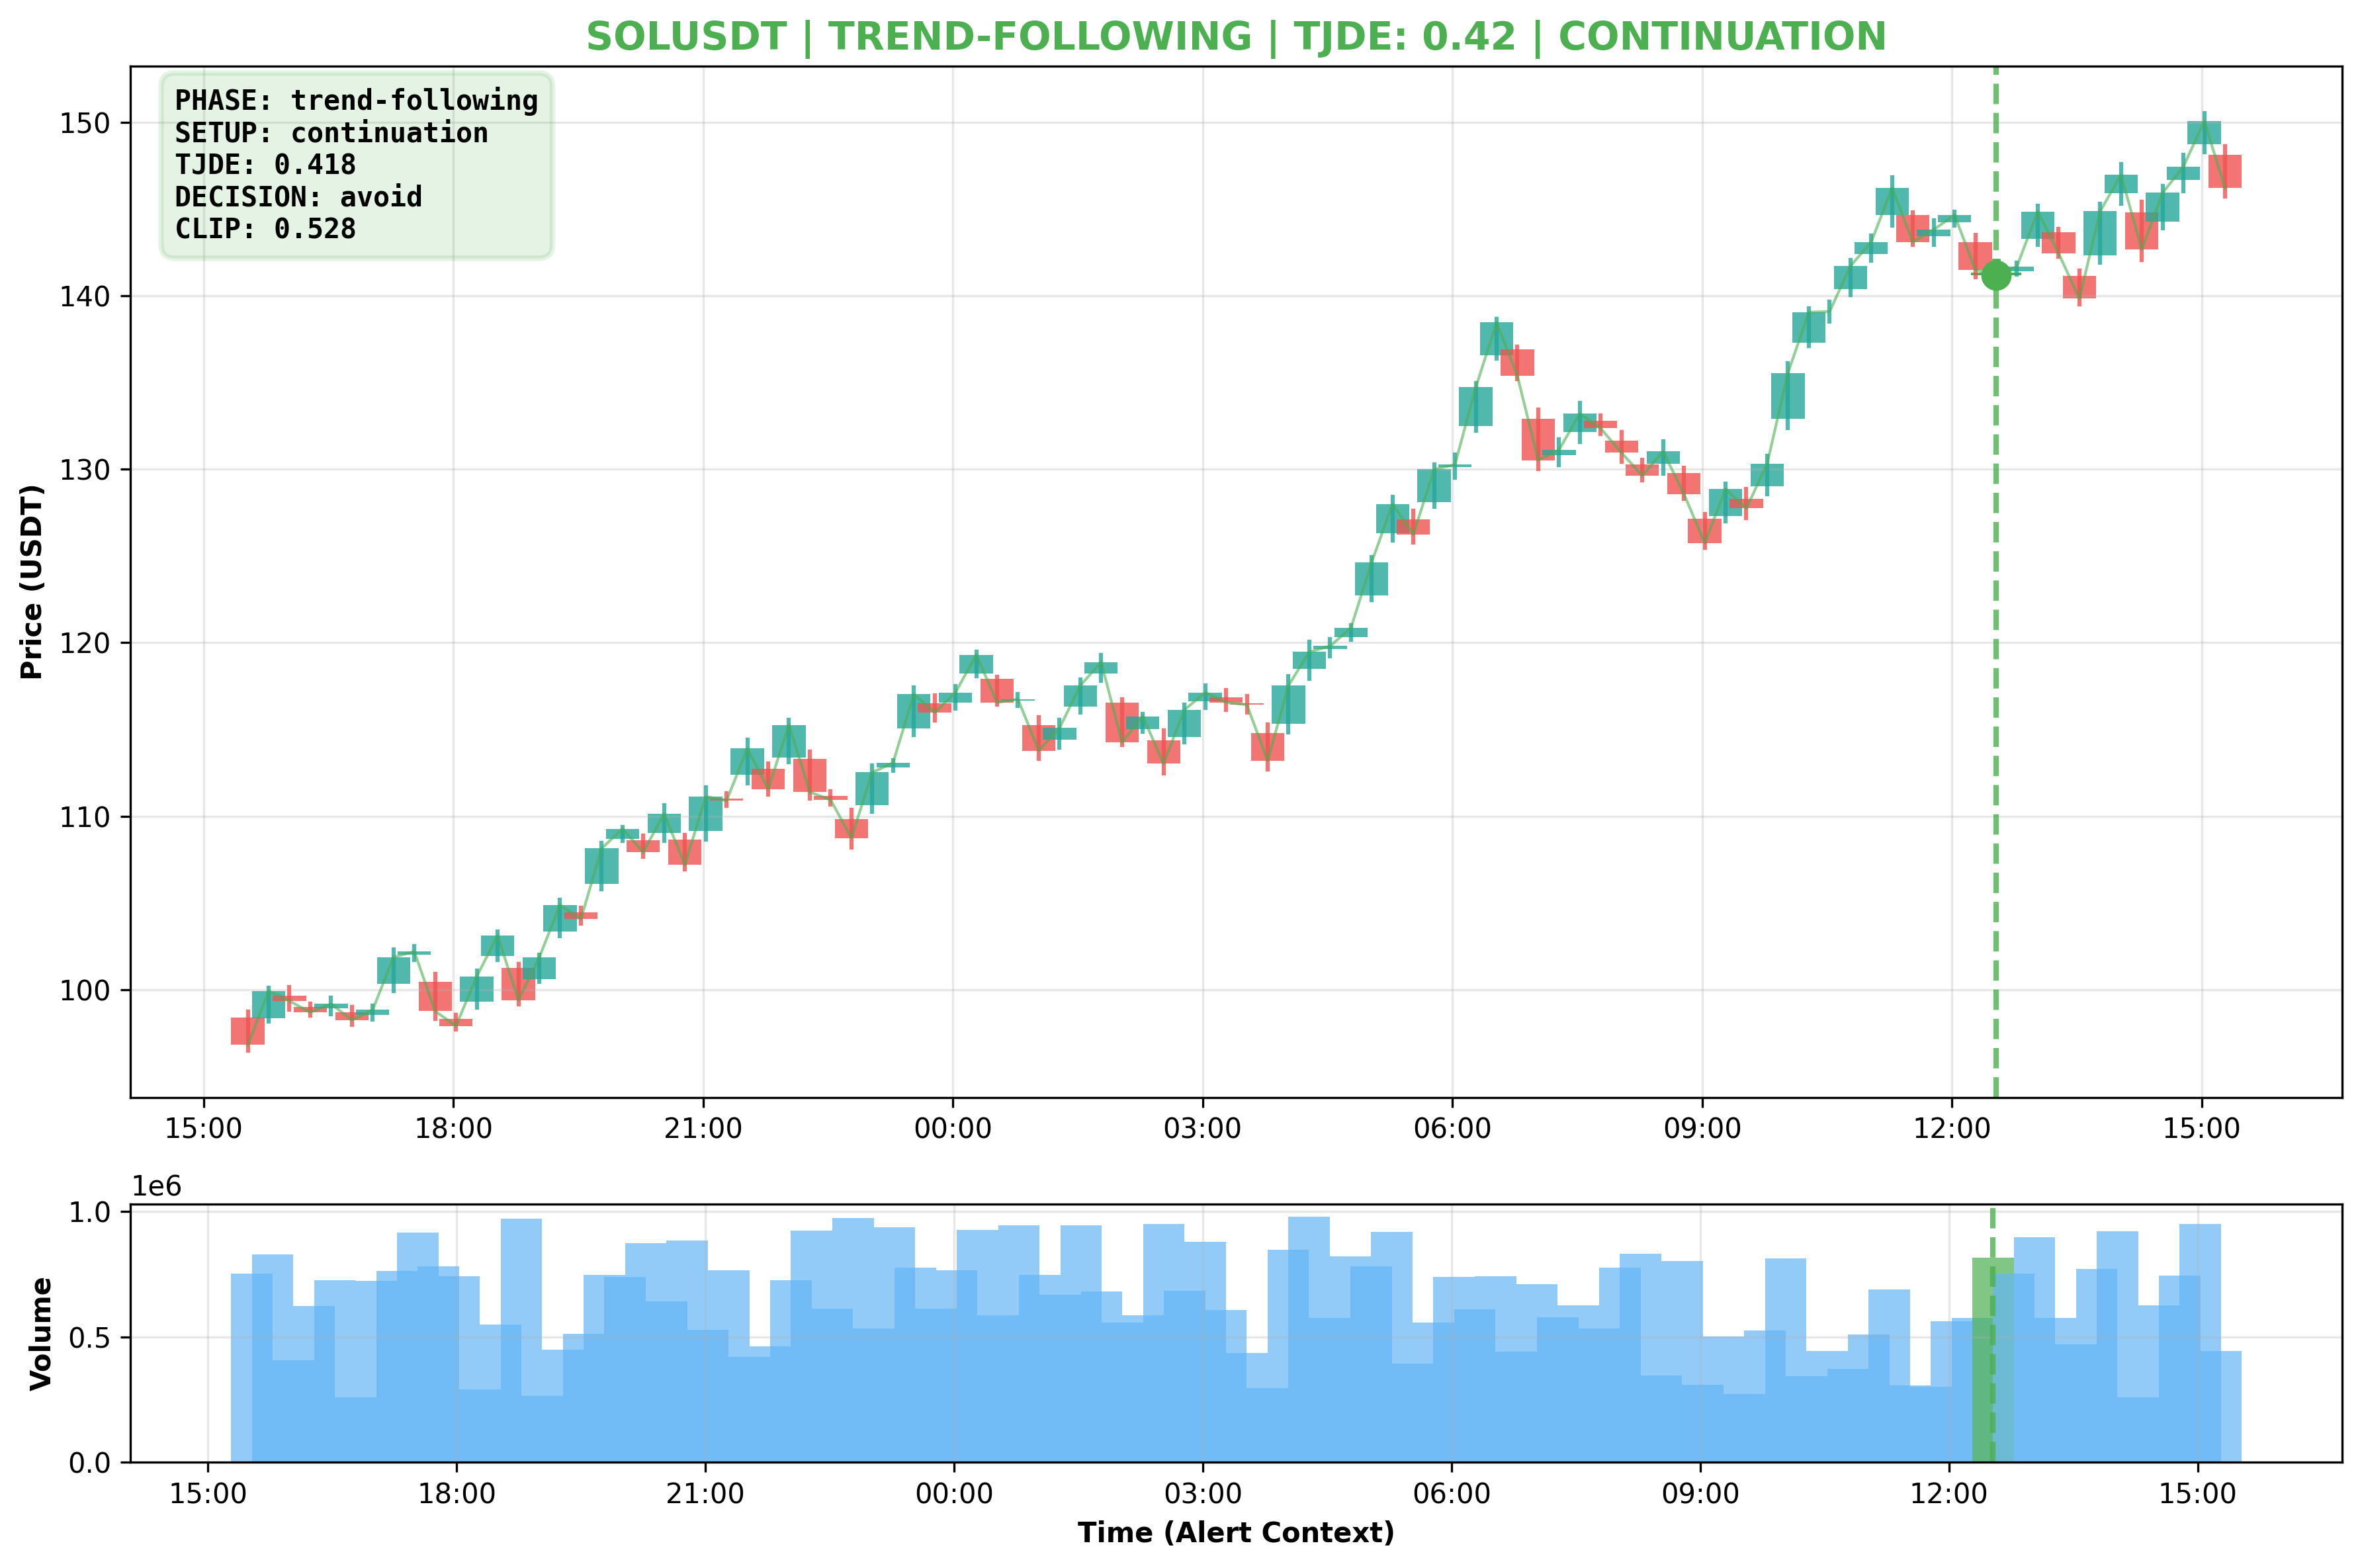 SOLUSDT | TREND-FOLLOWING | TJDE: 0.42 | CONTINUATION
PHASE: trend-following
SETUP: continuation
TJDE: 0.418
DECISION: avoid
CLIP: 0.528
Price (USDT)
150
140
130
120
110
100
15:00 18:00 21:00 00:00 03:00 06:00 09:00 12:00 15:00
1e6
Volume
1.0
0.5
0.0
15:00 18:00 21:00 00:00 03:00 06:00 09:00 12:00 15:00
Time (Alert Context)